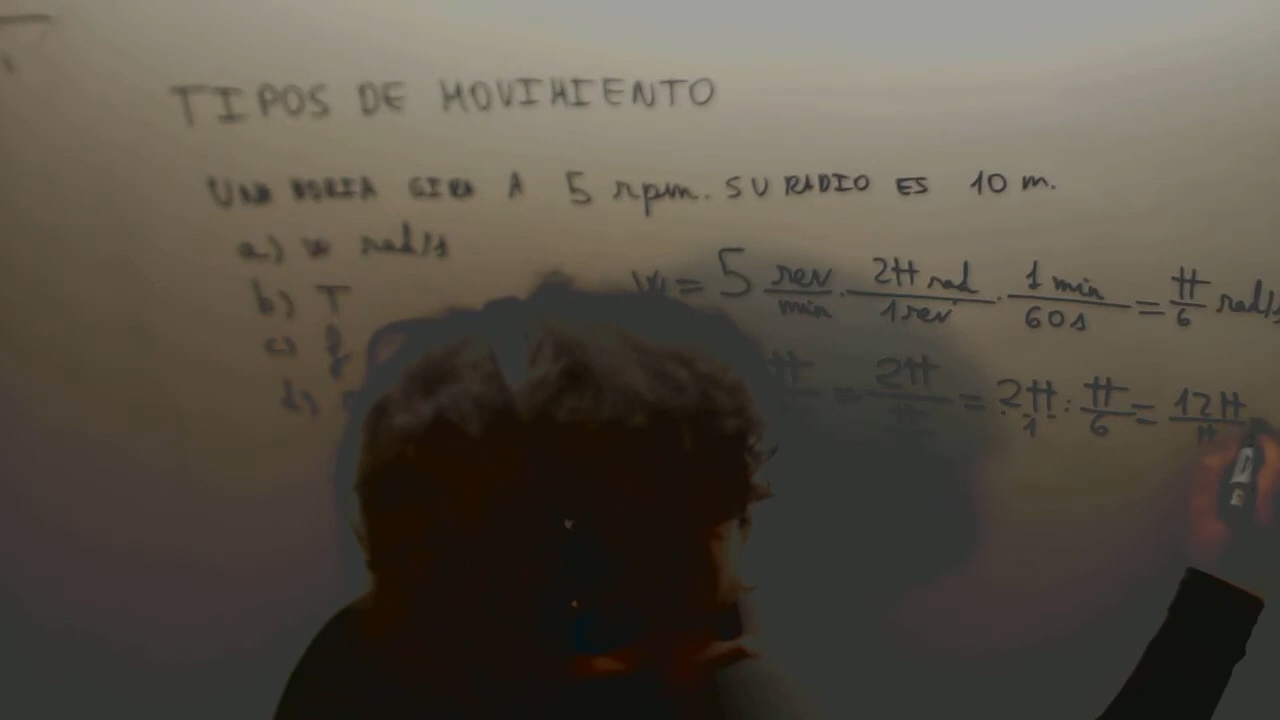 TIPOS DE MOVIMIENTO
UNA NORIA GIRA A 5 rpm. SU RADIO ES 10 m.
a) w rad/s
b) T
c) f
d)
w = 5 rev/min · 2π rad/1 rev · 1 min/60 s = π/6 rad/s
= 2π = 2π/1 : π/6 = 12π/π